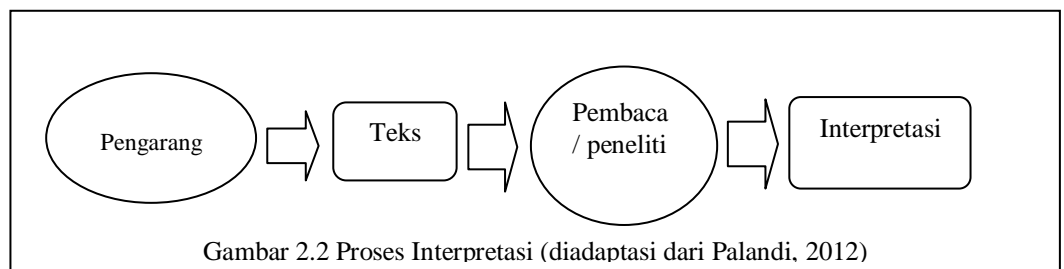 Pengarang
Teks
Pembaca
/ peneliti
Interpretasi
Gambar 2.2 Proses Interpretasi (diadaptasi dari Palandi, 2012)